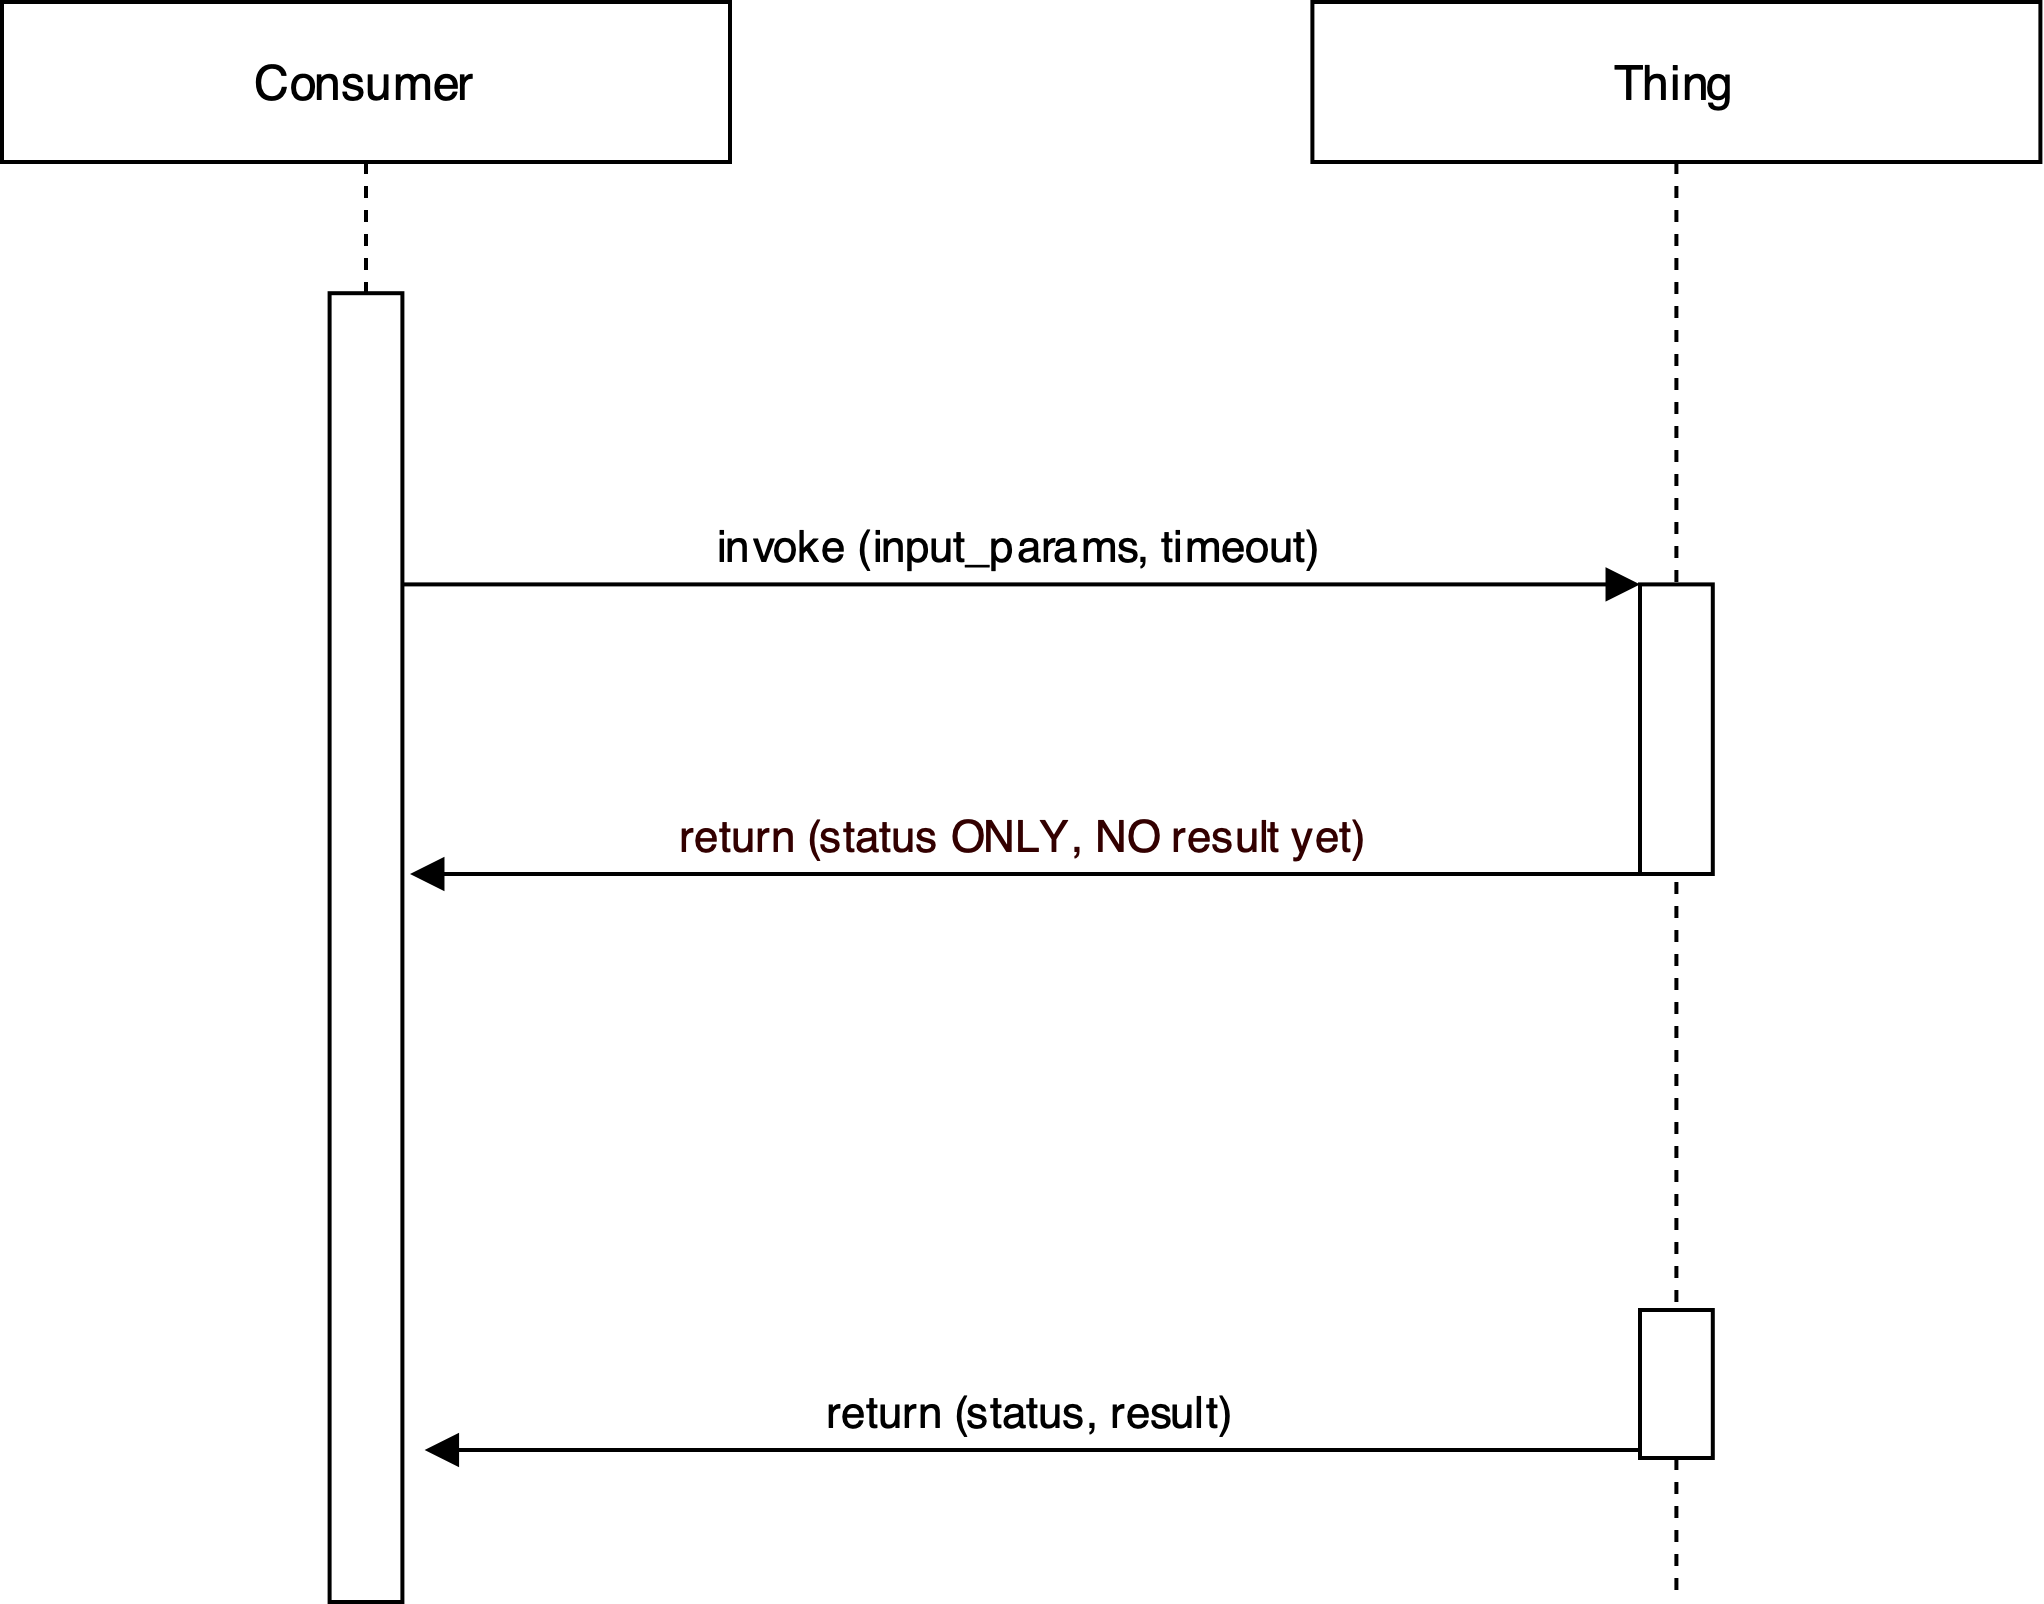 Consumer
Thing
invoke (input_params, timeout)
return (status ONLY, NO result yet)
return (status, result)